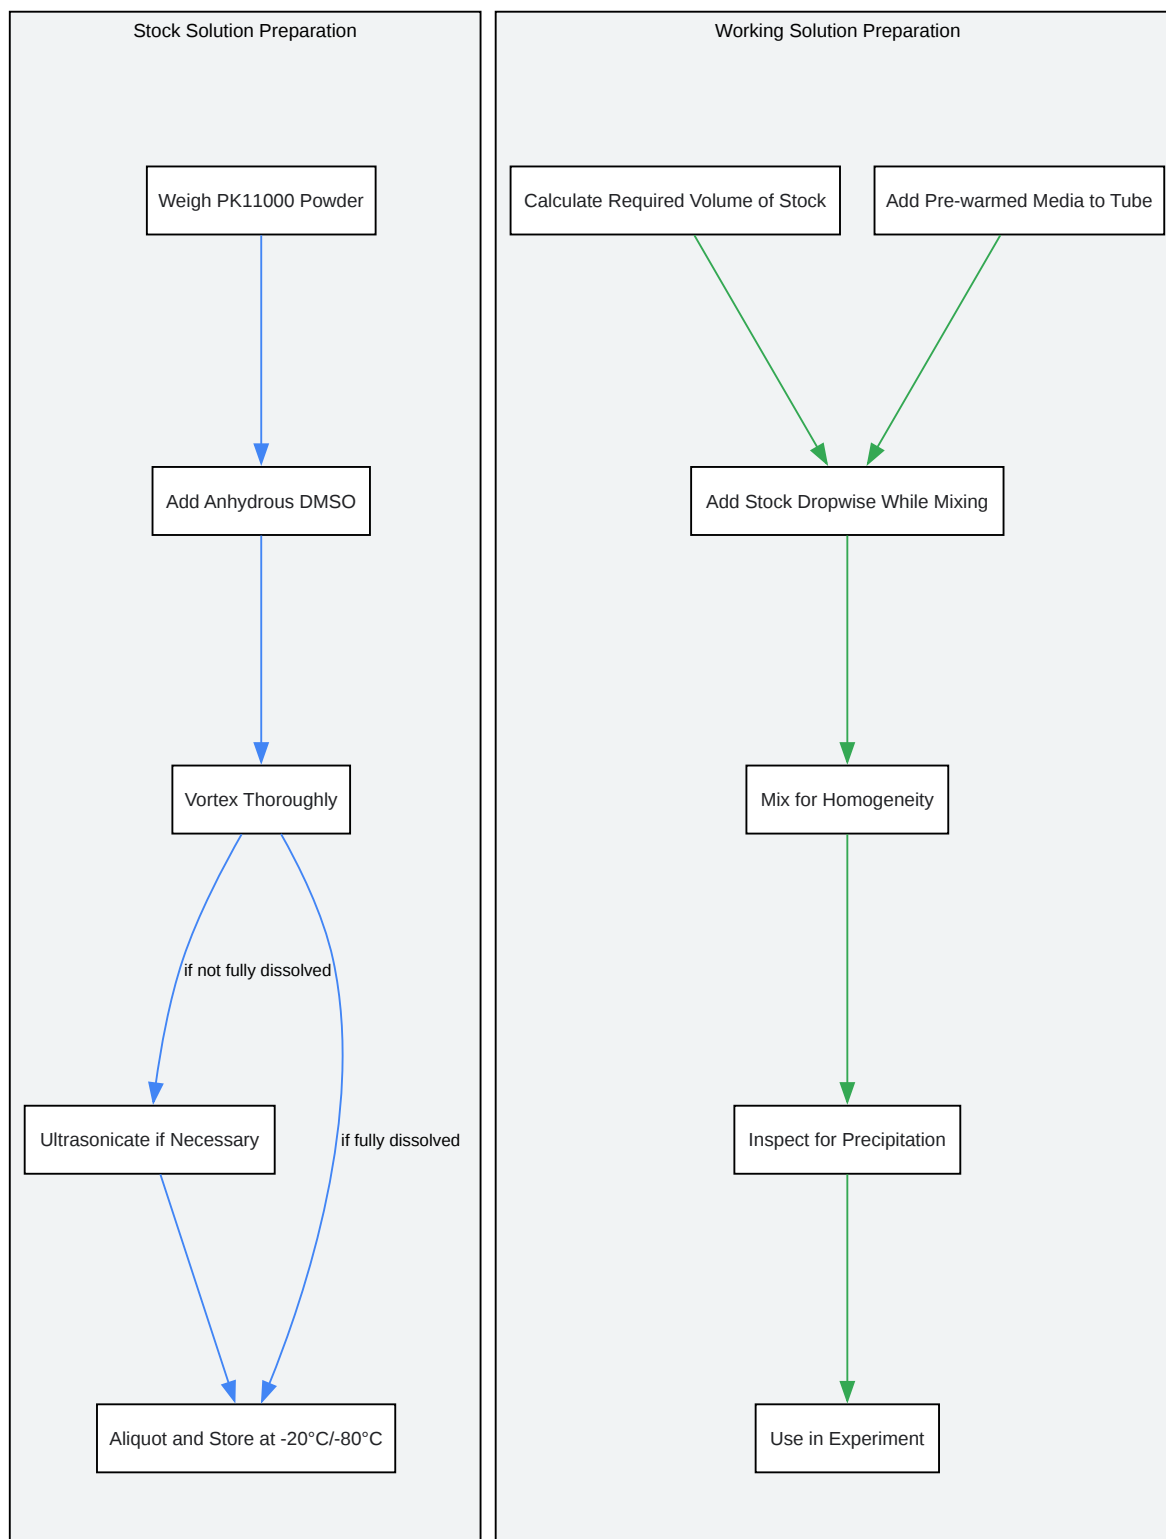 Stock Solution Preparation
Weigh PK11000 Powder
Add Anhydrous DMSO
Vortex Thoroughly
if not fully dissolved
Ultrasonicate if Necessary
if fully dissolved
Aliquot and Store at -20°C/-80°C
Working Solution Preparation
Calculate Required Volume of Stock
Add Pre-warmed Media to Tube
Add Stock Dropwise While Mixing
Mix for Homogeneity
Inspect for Precipitation
Use in Experiment